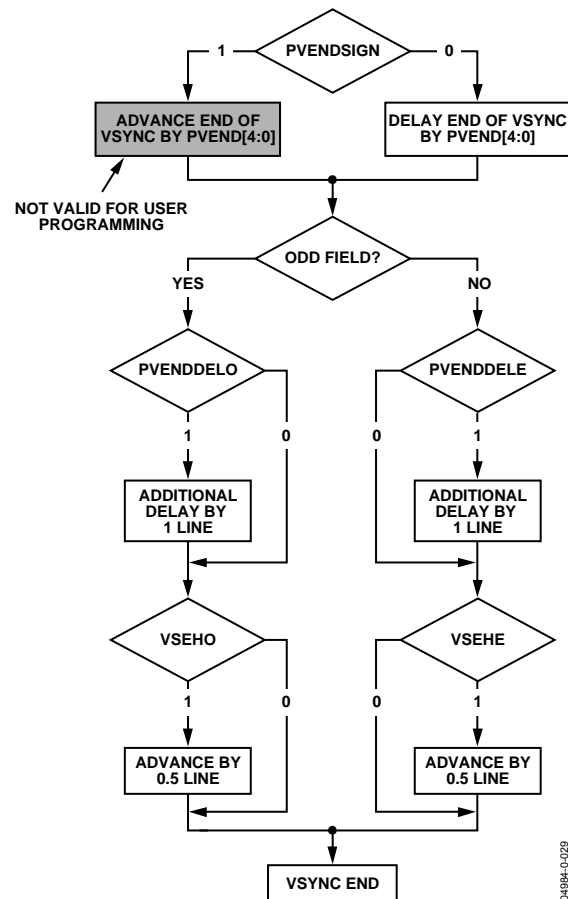 PVENDSIGN
1
0
ADVANCE END OF
VSYNC BY PVEND[4:0]
DELAY END OF VSYNC
BY PVEND[4:0]
NOT VALID FOR USER
PROGRAMMING
ODD FIELD?
YES
NO
PVENDDELO
PVENDDELE
1
0
0
1
ADDITIONAL
DELAY BY
1 LINE
ADDITIONAL
DELAY BY
1 LINE
VSEHO
VSEHE
1
0
0
1
ADVANCE BY
0.5 LINE
ADVANCE BY
0.5 LINE
VSYNC END
04984-0-029